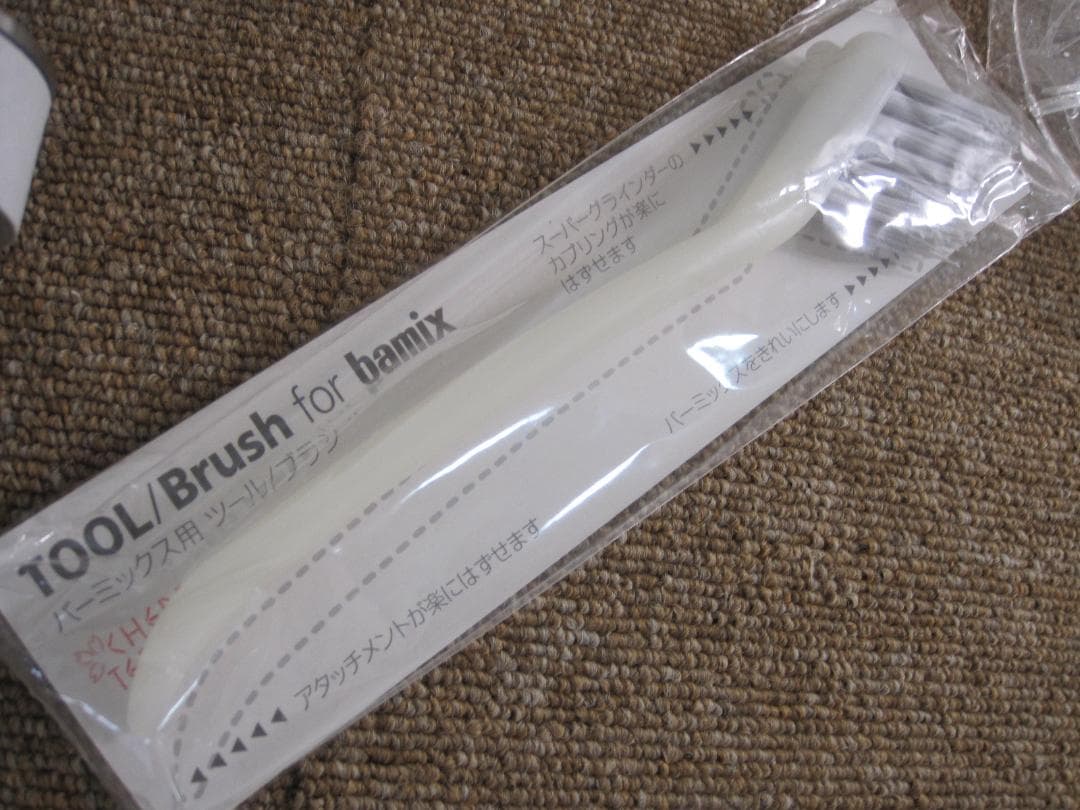 TOOL/Brush for bamix
バーミックス用 ツール/ブラシ
スーパーグラインダーの
カプリングが楽に
はずせます
バーミックスをきれいにします
アタッチメントが楽にはずせます